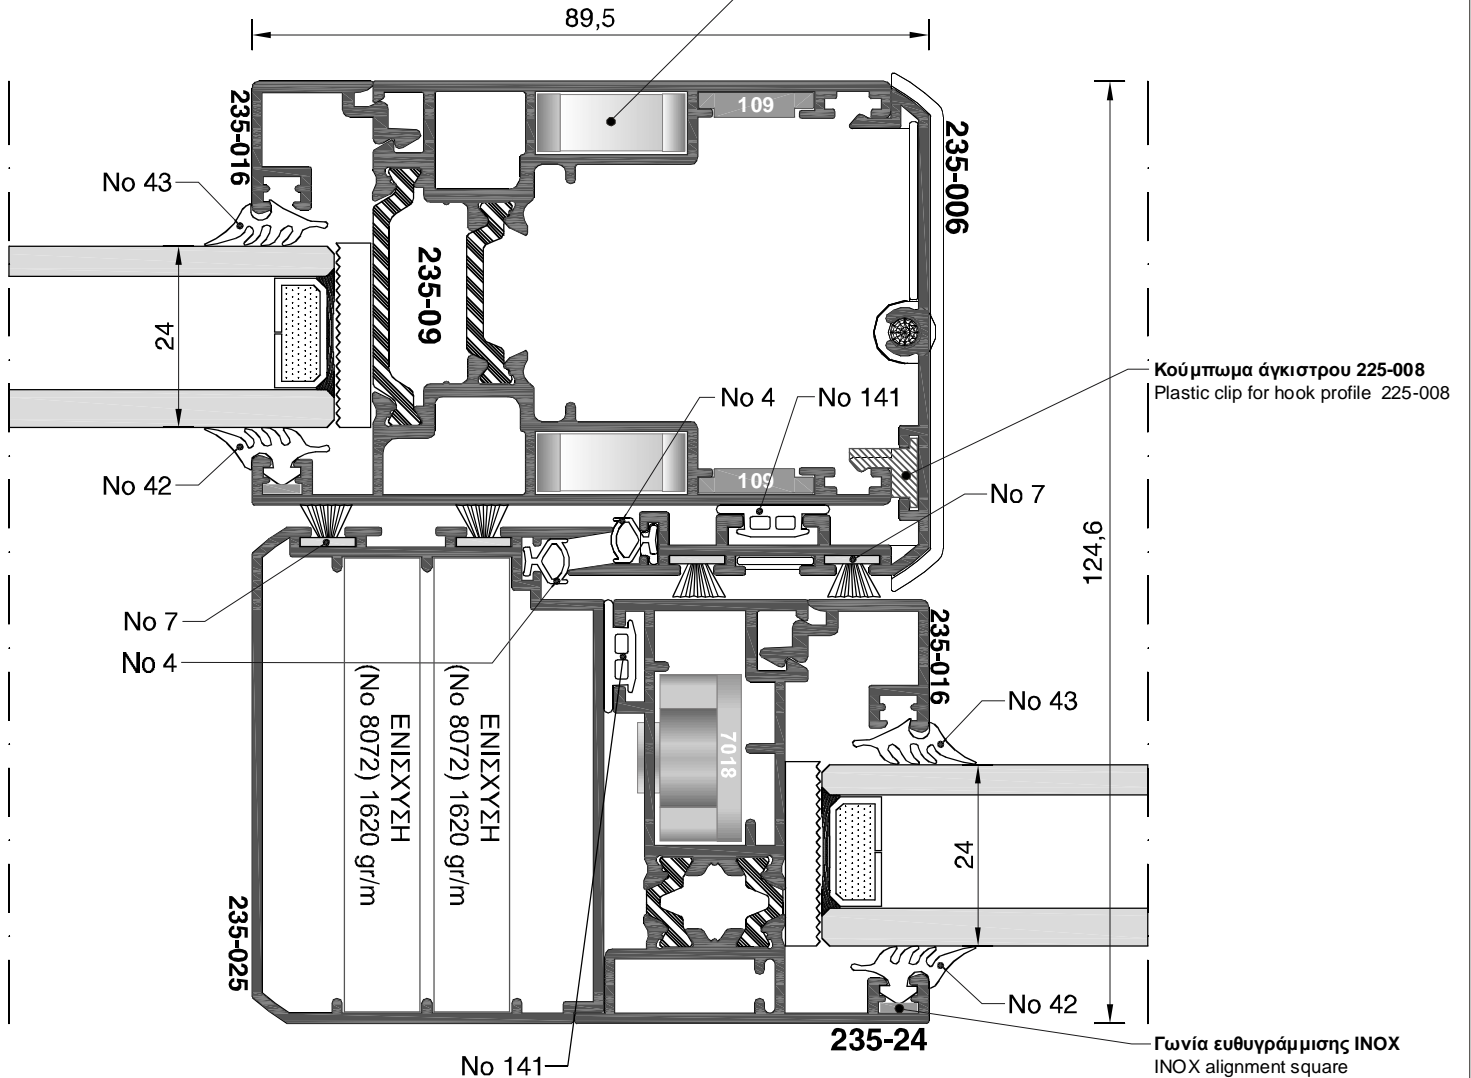 89,5
109
235-016
235-006
No 43
235-09
24
Κούμπωμα άγκιστρου 225-008
Plastic clip for hook profile 225-008
No 4
No 141
No 42
109
No 7
124,6
No 7
No 4
235-016
ΕΝΙΣΧΥΣΗ
(No 8072) 1620 gr/m
ΕΝΙΣΧΥΣΗ
(No 8072) 1620 gr/m
No 43
7018
24
235-025
No 42
235-24
Γωνία ευθυγράμμισης INOX
INOX alignment square
No 141